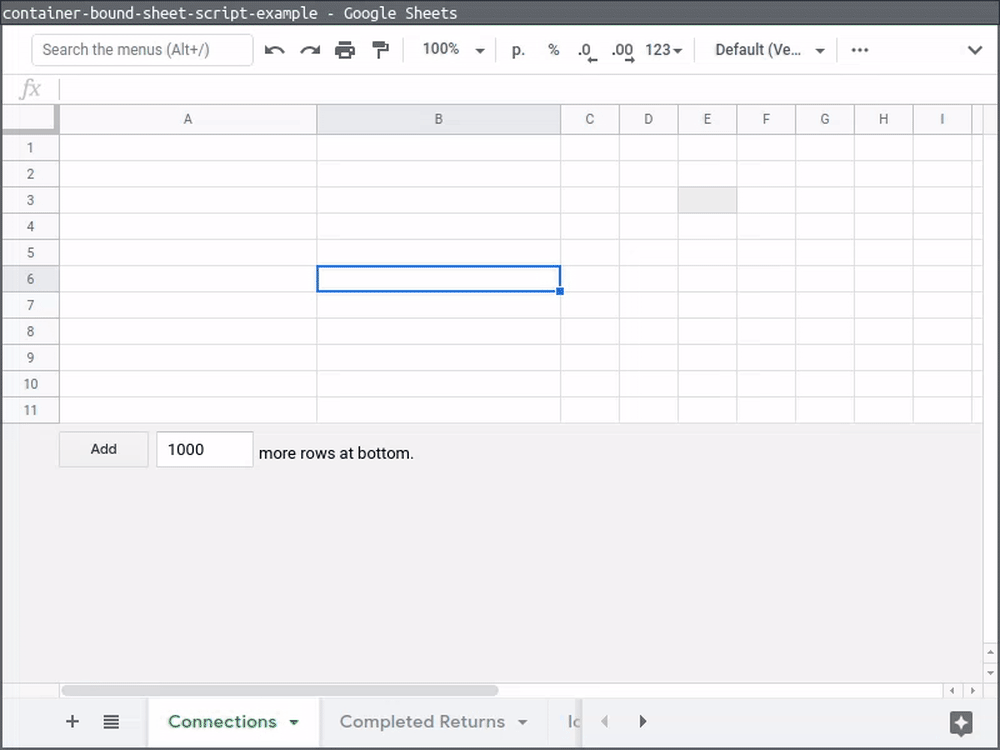 container-bound-sheet-script-example - Google Sheets
Search the menus (Alt+/) 100% p. % .0 .00 123 Default (Ve...
fx
A B C D E F G H I
1
2
3
4
5
6
7
8
9
10
11
Add 1000 more rows at bottom.
Connections Completed Returns